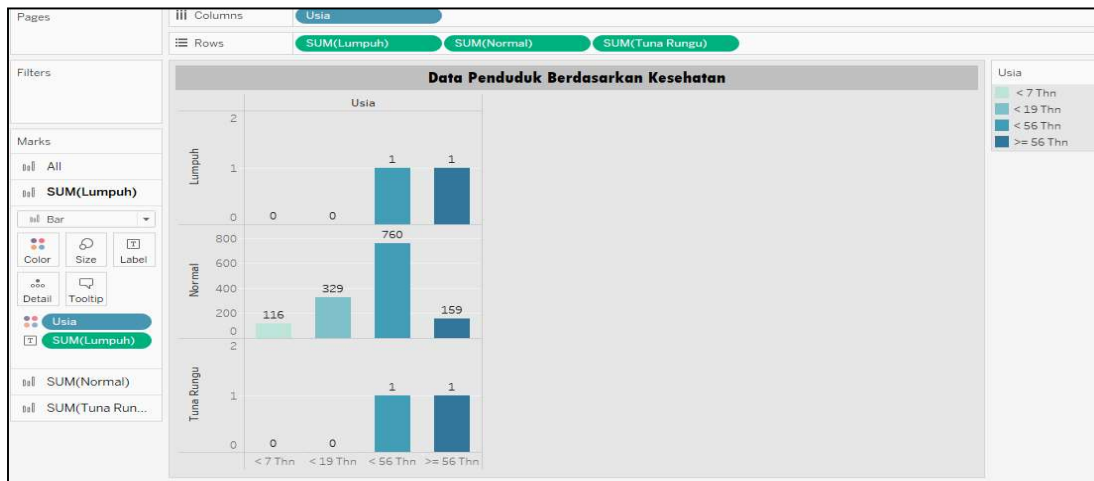 Pages
Columns
Usia
Rows
SUM(Lumpuh)
SUM(Normal)
SUM(Tuna Rungu)
Filters
Marks
All
SUM(Lumpuh)
Bar
Color
Size
Label
Detail
Tooltip
Usia
SUM(Lumpuh)
SUM(Normal)
SUM(Tuna Run...
Data Penduduk Berdasarkan Kesehatan
Usia
Lumpuh
2
1
0
0
0
1
1
Normal
800
600
400
200
0
116
329
760
159
Tuna Rungu
2
1
0
0
0
1
1
< 7 Thn
< 19 Thn
< 56 Thn
>= 56 Thn
Usia
< 7 Thn
< 19 Thn
< 56 Thn
>= 56 Thn